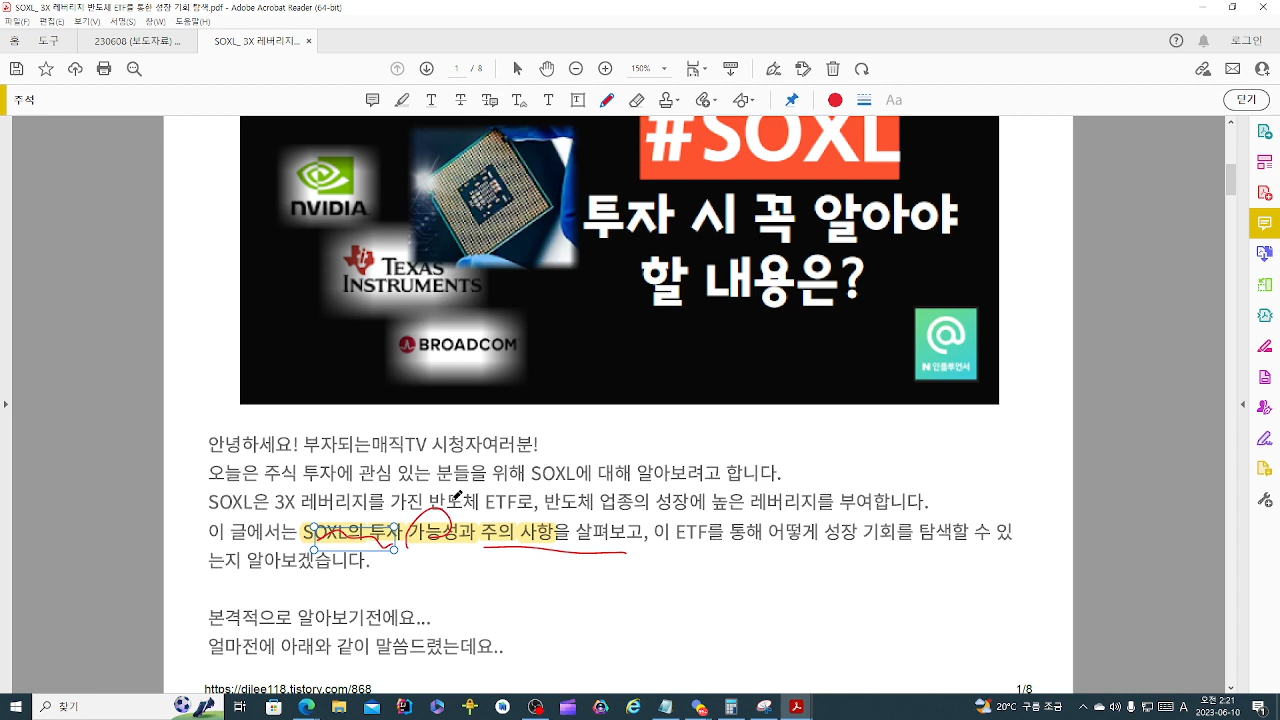 SOXL_ 3X 레버리지 반도체 ETF를 통한 성장 기회 탐색.pdf - Adobe Acrobat Reader (64-bit)
파일(F) 편집(E) 보기(V) 서명(S) 창(W) 도움말(H)
홈 도구 230608 (보도자료) ... SOXL_ 3X 레버리지... × 로그인
1 / 8 150%
주석 Aa 닫기
#SOXL
투자 시 꼭 알아야
할 내용은?
NVIDIA
TEXAS
INSTRUMENTS
BROADCOM
N 인플루언서
안녕하세요! 부자되는매직TV 시청자여러분!
오늘은 주식 투자에 관심 있는 분들을 위해 SOXL에 대해 알아보려고 합니다.
SOXL은 3X 레버리지를 가진 반도체 ETF로, 반도체 업종의 성장에 높은 레버리지를 부여합니다.
이 글에서는 SOXL의 투자 가능성과 주의 사항을 살펴보고, 이 ETF를 통해 어떻게 성장 기회를 탐색할 수 있
는지 알아보겠습니다.
본격적으로 알아보기전에요...
얼마전에 아래와 같이 말씀드렸는데요..
https://djlee118.tistory.com/868 1/8
찾기 20°C 오전 2:11
2023-06-10